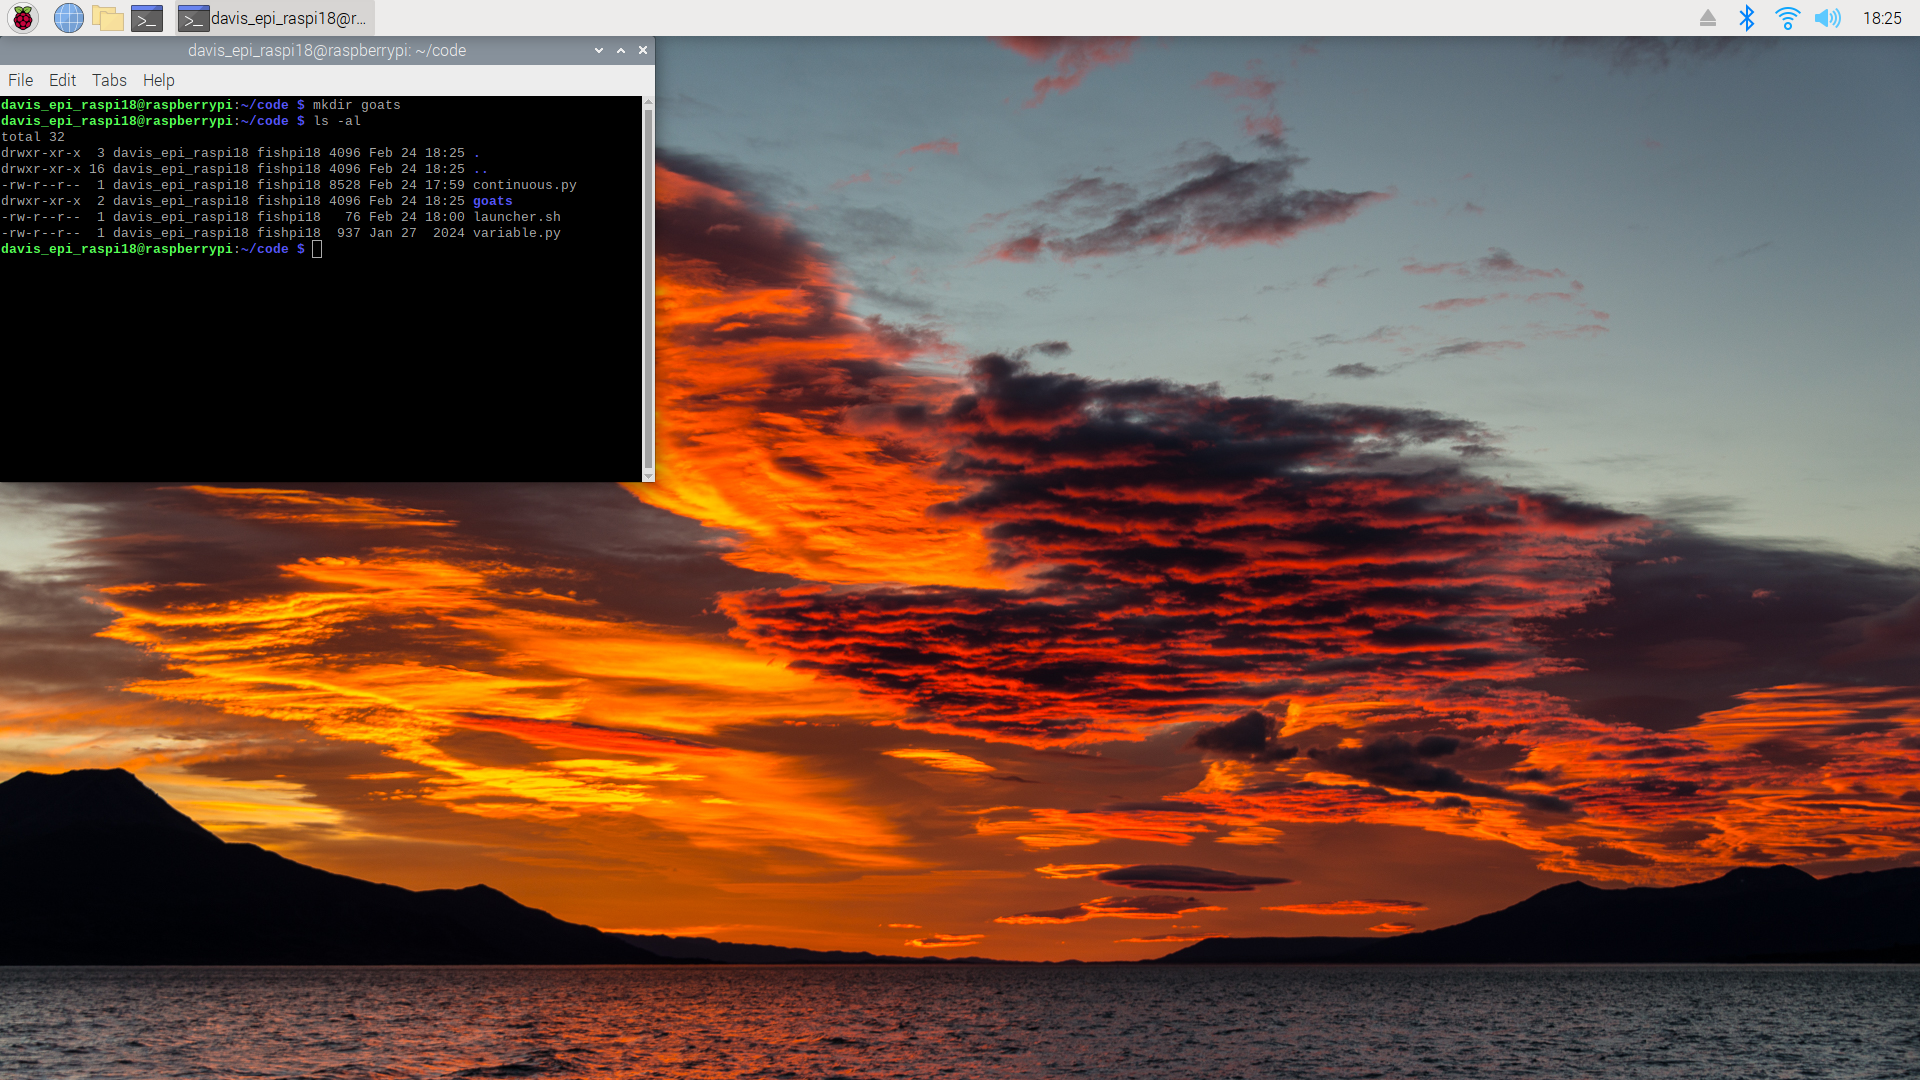 davis_epi_raspi18@r... 18:25
davis_epi_raspi18@raspberrypi: ~/code
File Edit Tabs Help
davis_epi_raspi18@raspberrypi:~/code $ mkdir goats
davis_epi_raspi18@raspberrypi:~/code $ ls -al
total 32
drwxr-xr-x  3 davis_epi_raspi18 fishpi18 4096 Feb 24 18:25 .
drwxr-xr-x 16 davis_epi_raspi18 fishpi18 4096 Feb 24 18:25 ..
-rw-r--r--  1 davis_epi_raspi18 fishpi18 8528 Feb 24 17:59 continuous.py
drwxr-xr-x  2 davis_epi_raspi18 fishpi18 4096 Feb 24 18:25 goats
-rw-r--r--  1 davis_epi_raspi18 fishpi18   76 Feb 24 18:00 launcher.sh
-rw-r--r--  1 davis_epi_raspi18 fishpi18  937 Jan 27  2024 variable.py
davis_epi_raspi18@raspberrypi:~/code $